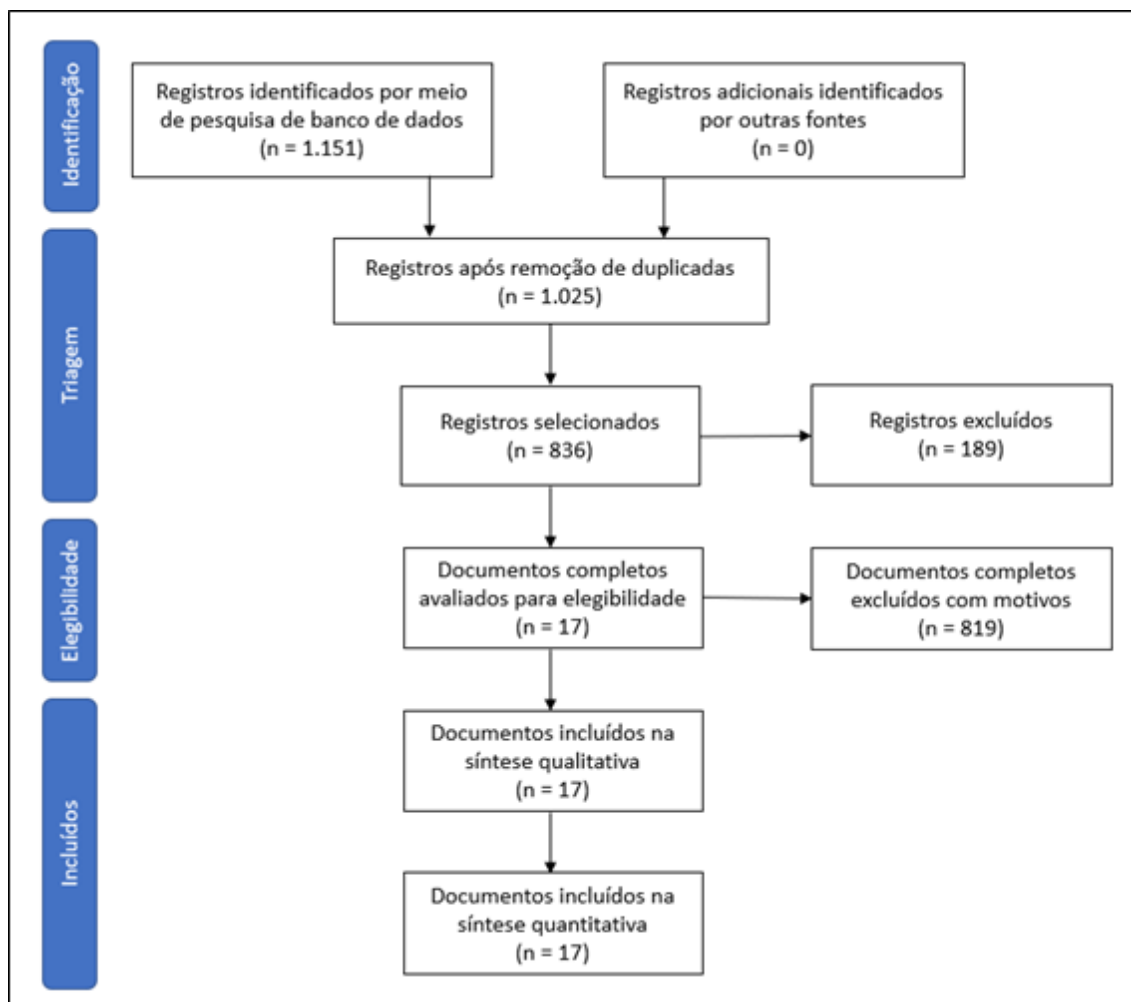 Identificação
Registros identificados por meio
de pesquisa de banco de dados
(n = 1.151)
Registros adicionais identificados
por outras fontes
(n = 0)
Triagem
Registros após remoção de duplicadas
(n = 1.025)
Registros selecionados
(n = 836)
Registros excluídos
(n = 189)
Elegibilidade
Documentos completos
avaliados para elegibilidade
(n = 17)
Documentos completos
excluídos com motivos
(n = 819)
Incluídos
Documentos incluídos na
síntese qualitativa
(n = 17)
Documentos incluídos na
síntese quantitativa
(n = 17)